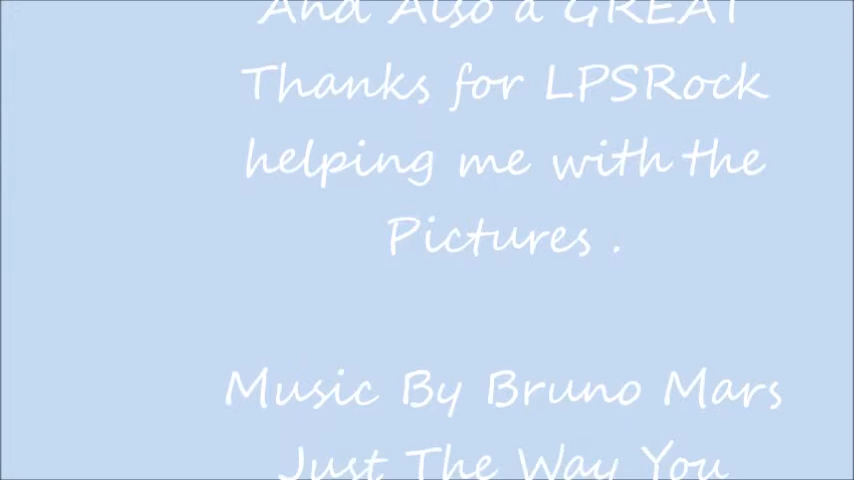 And Also a GREAT
Thanks for LPSRock
helping me with the
Pictures .
Music By Bruno Mars
Just The Way You